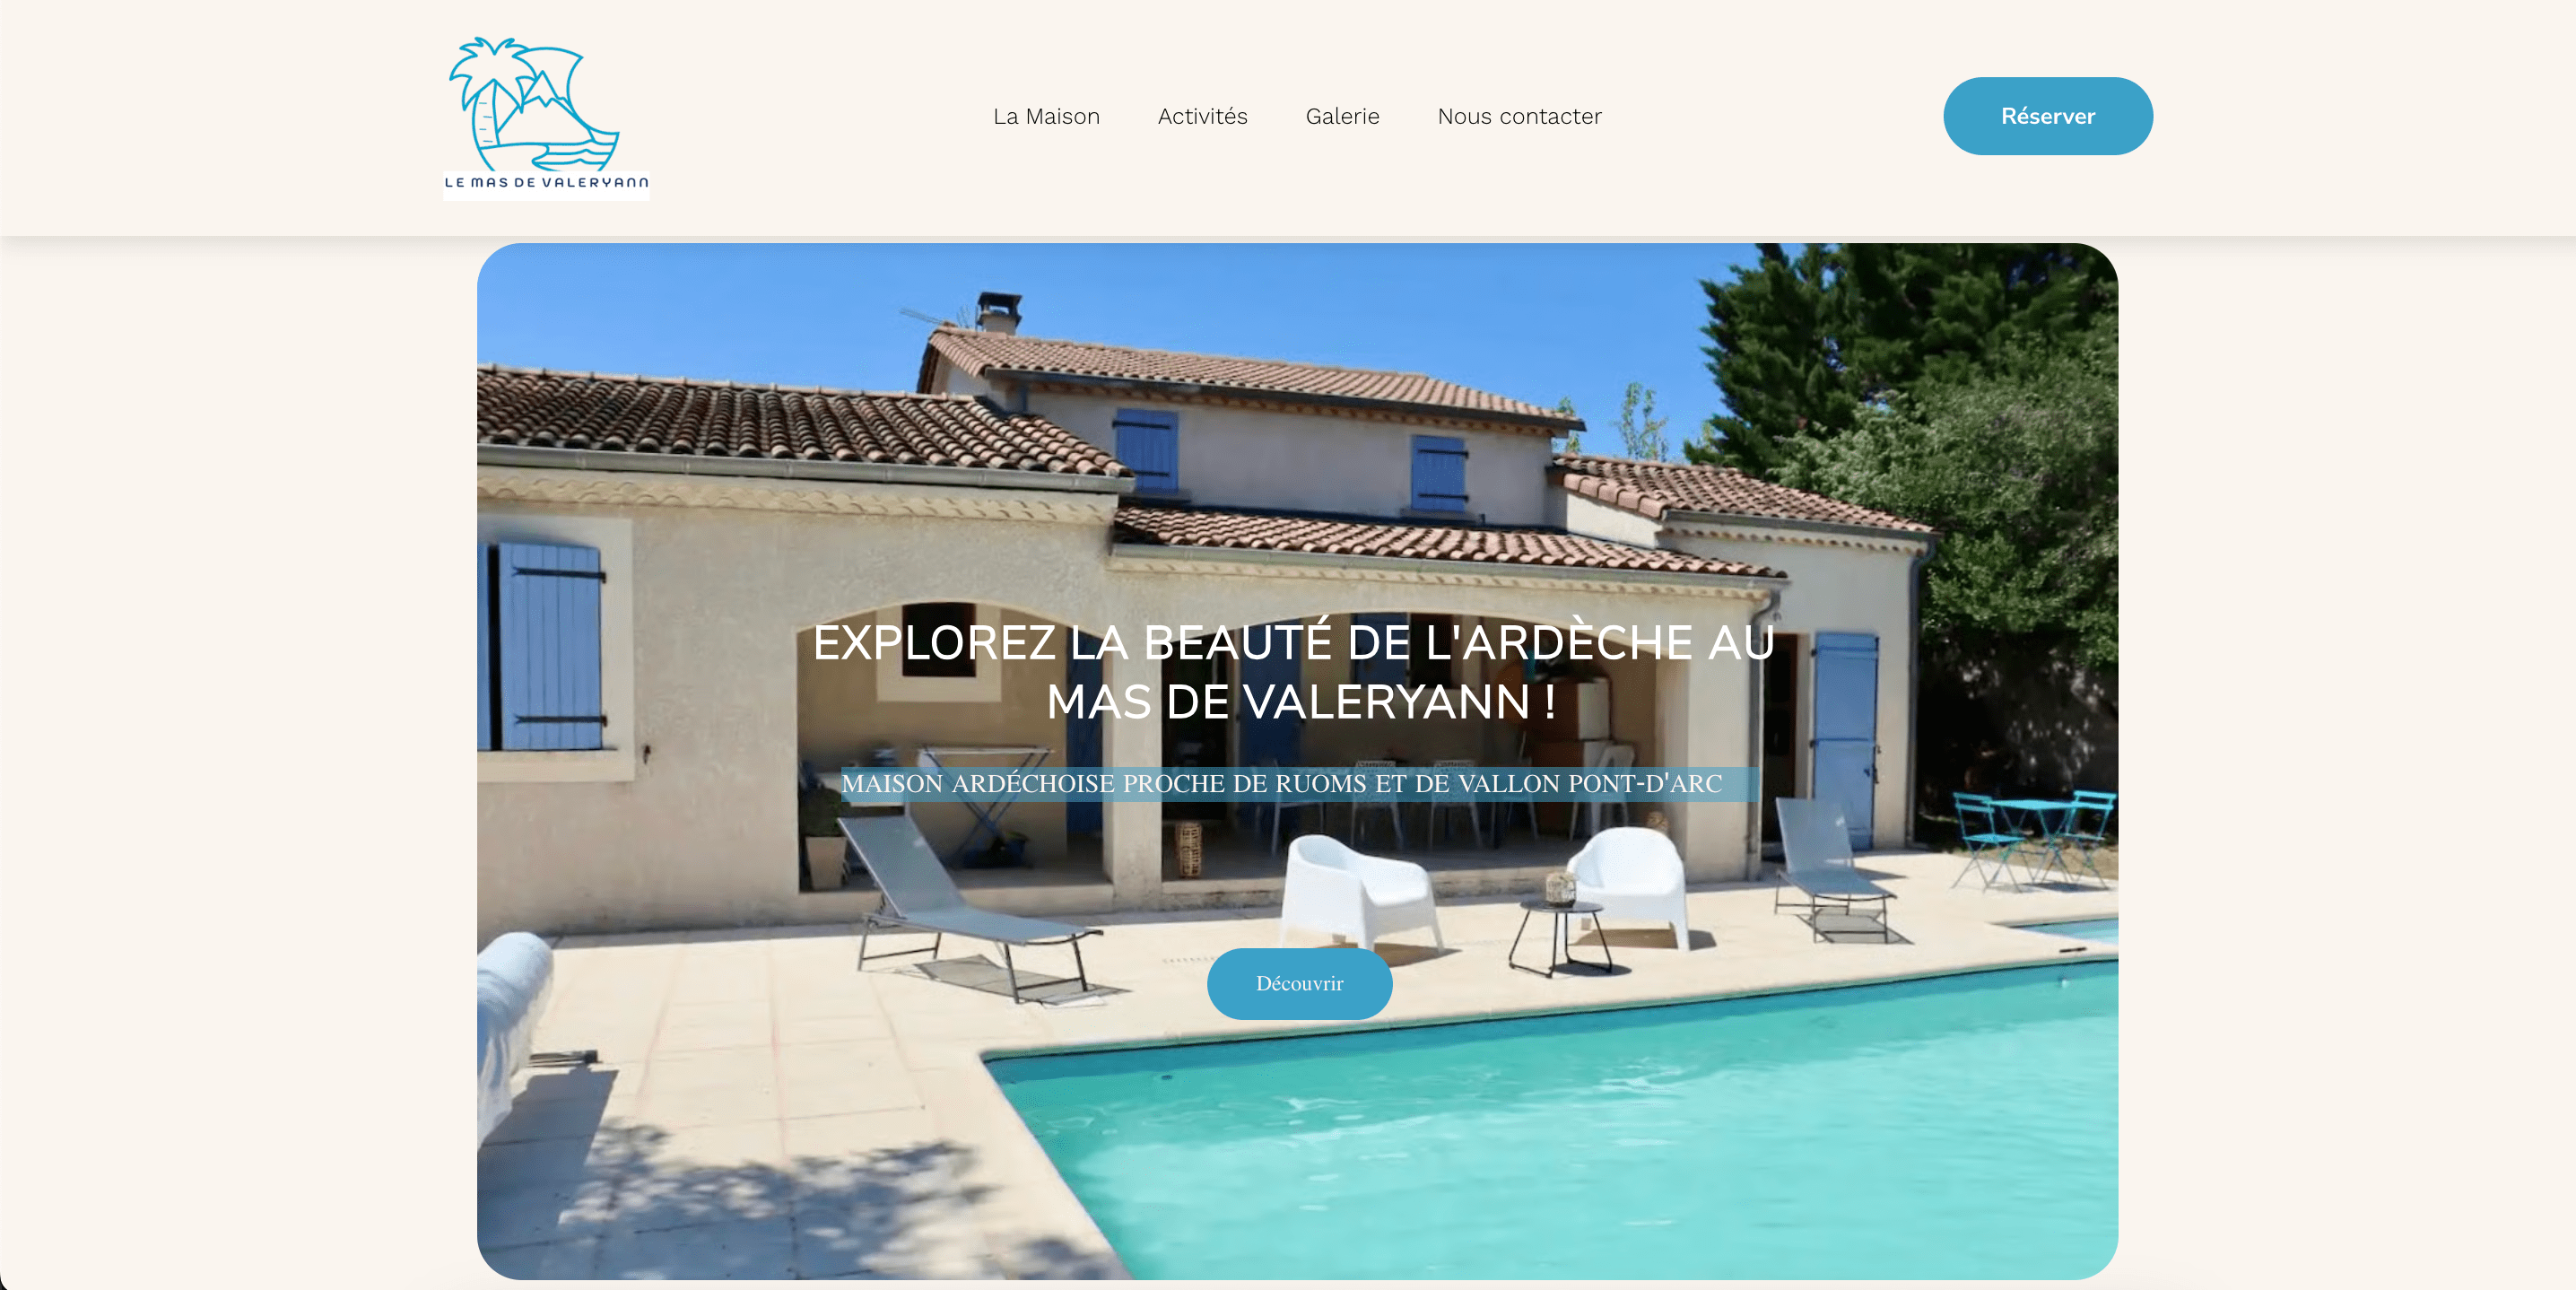 LE MAS DE VALERYANN
La Maison Activités Galerie Nous contacter
Réserver
EXPLOREZ LA BEAUTÉ DE L'ARDÈCHE AU
MAS DE VALERYANN !
MAISON ARDÉCHOISE PROCHE DE RUOMS ET DE VALLON PONT-D'ARC
Découvrir